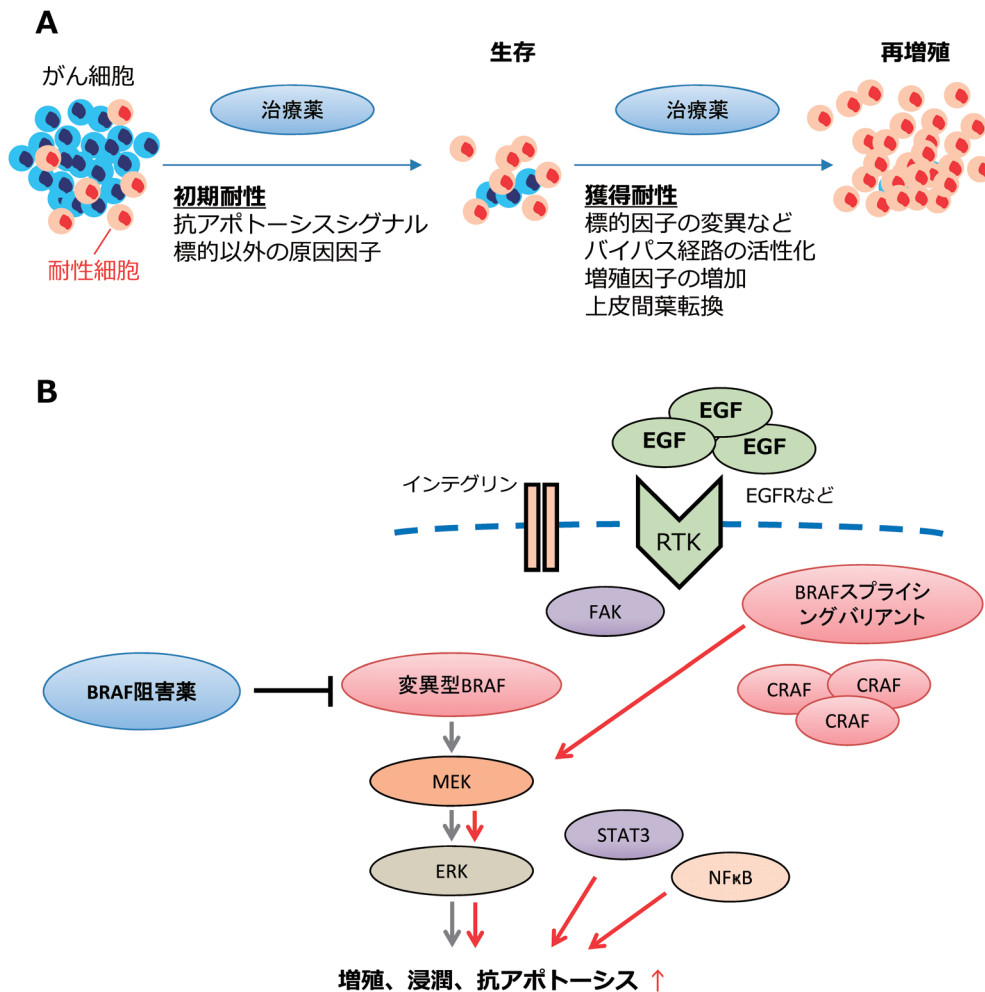 A
がん細胞
治療薬
生存
治療薬
再増殖
初期耐性
抗アポトーシスシグナル
標的以外の原因因子
獲得耐性
標的因子の変異など
バイパス経路の活性化
増殖因子の増加
上皮間葉転換
耐性細胞
B
EGF
EGF
EGF
インテグリン
EGFRなど
RTK
FAK
BRAFスプライシ
ングバリアント
BRAF阻害薬
変異型BRAF
CRAF
CRAF
CRAF
MEK
STAT3
ERK
NFκB
増殖、浸潤、抗アポトーシス ↑